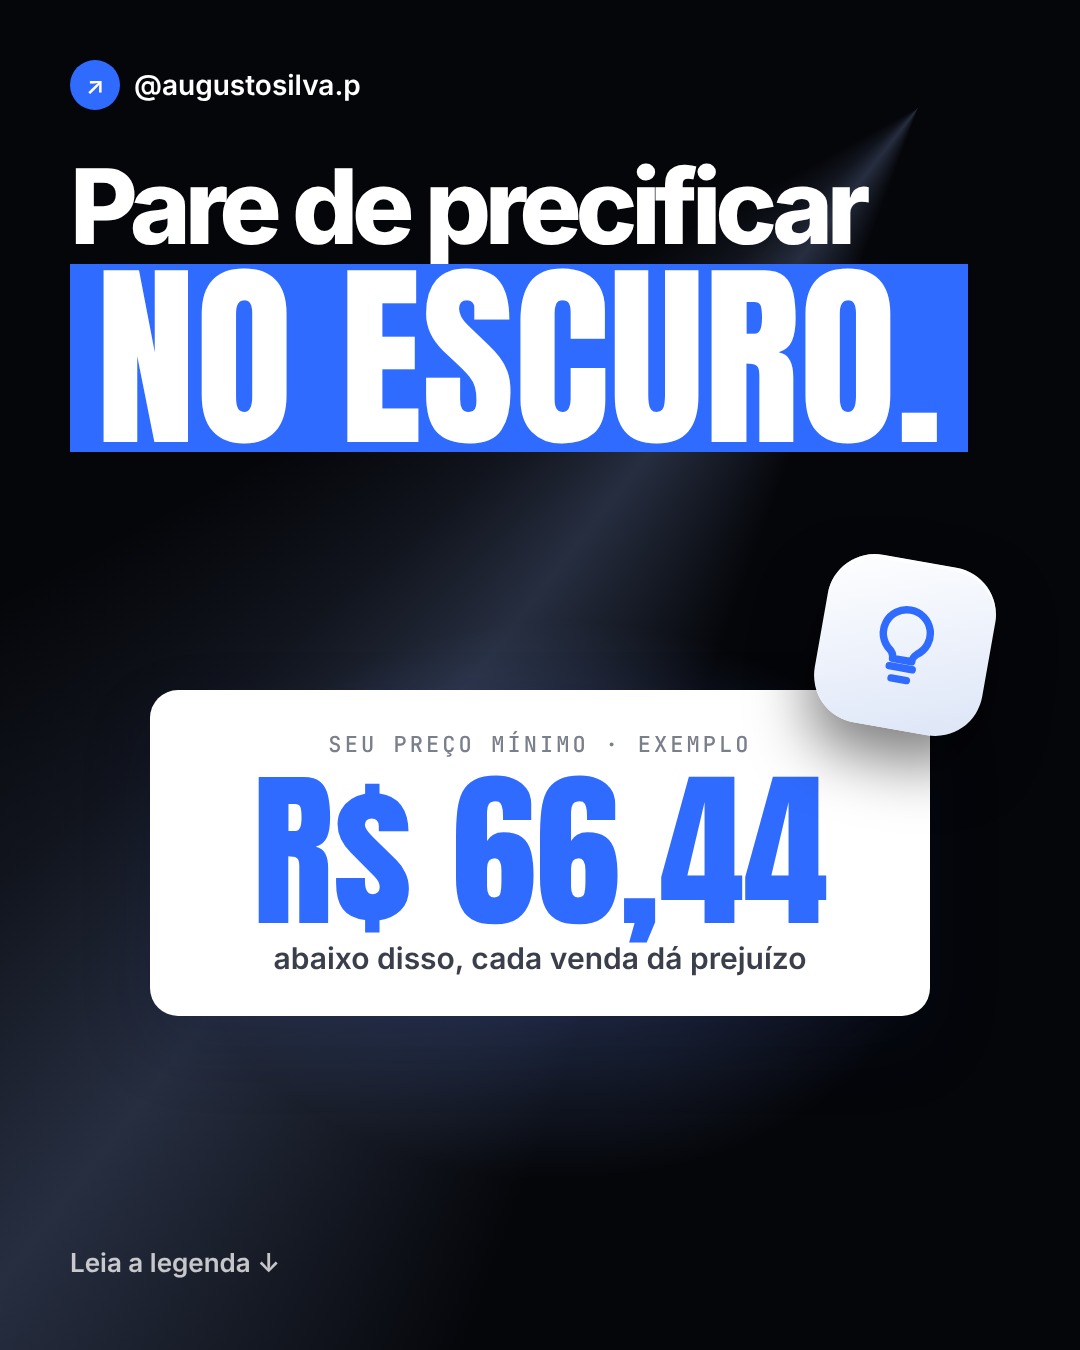 @augustosilva.p
Pare de precificar
NO ESCURO.
SEU PREÇO MÍNIMO · EXEMPLO
R$ 66,44
abaixo disso, cada venda dá prejuízo
Leia a legenda ↓